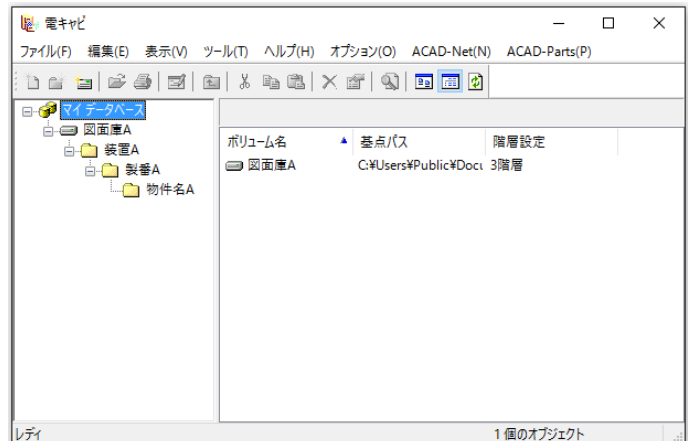 電キャビ
ファイル(F) 編集(E) 表示(V) ツール(T) ヘルプ(H) オプション(O) ACAD-Net(N) ACAD-Parts(P)
マイデータベース
図面庫A
装置A
製番A
物件名A
ボリューム名 基点パス 階層設定
図面庫A C:¥Users¥Public¥Docu 3階層
レディ 1 個のオブジェクト